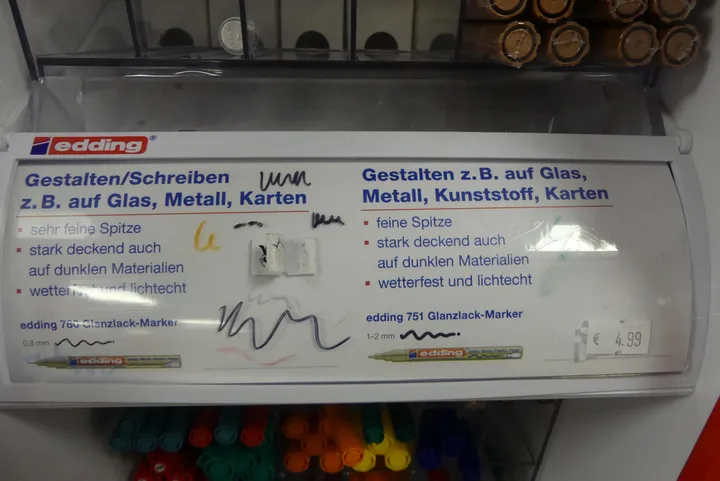 edding®
Gestalten/Schreiben
z.B. auf Glas, Metall, Karten
sehr feine Spitze
stark deckend auch
auf dunklen Materialien
wetterfest und lichtecht
edding 780 Glanzlack-Marker
0,8 mm
edding
Gestalten z.B. auf Glas,
Metall, Kunststoff, Karten
feine Spitze
stark deckend auch
auf dunklen Materialien
wetterfest und lichtecht
edding 751 Glanzlack-Marker
1–2 mm
edding
€ 4.99